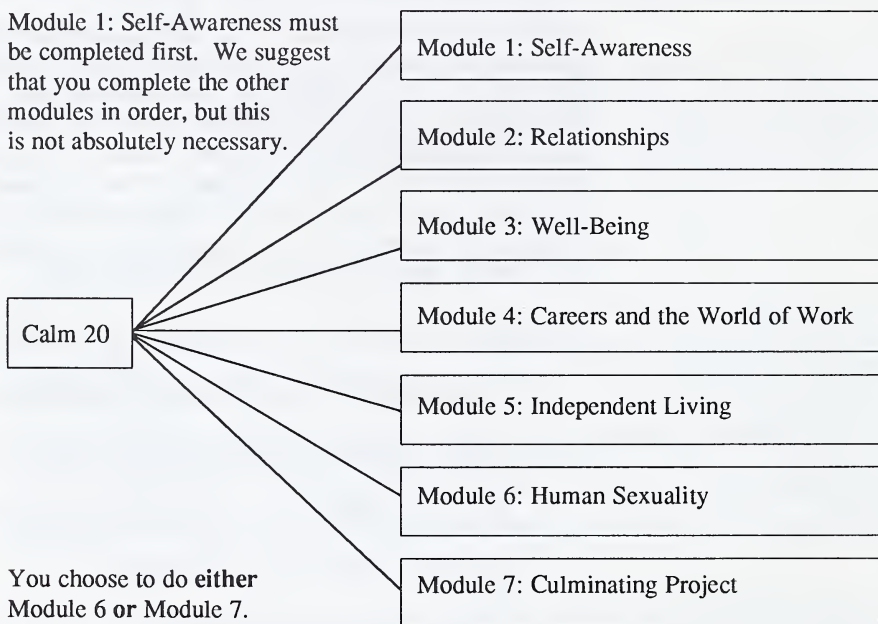 Module 1: Self-Awareness must
be completed first. We suggest
that you complete the other
modules in order, but this
is not absolutely necessary.
Module 1: Self-Awareness
Module 2: Relationships
Module 3: Well-Being
Calm 20
Module 4: Careers and the World of Work
Module 5: Independent Living
Module 6: Human Sexuality
Module 7: Culminating Project
You choose to do either
Module 6 or Module 7.